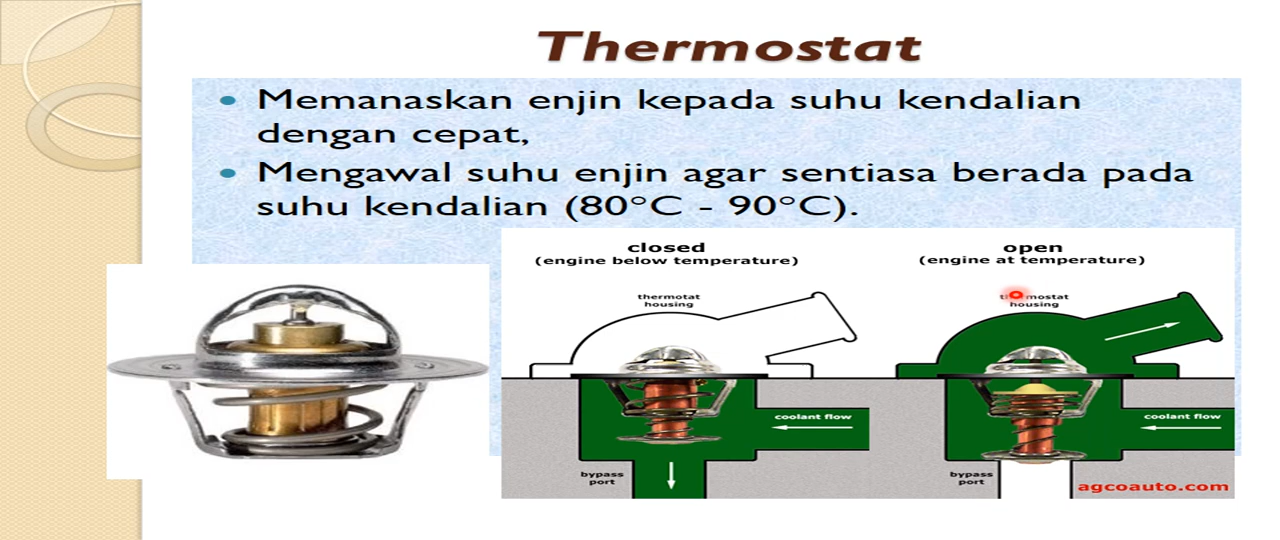 Thermostat
Memanaskan enjin kepada suhu kendalian
dengan cepat,
Mengawal suhu enjin agar sentiasa berada pada
suhu kendalian (80°C - 90°C).
closed
(engine below temperature)
thermotat
housing
coolant flow
bypass
port
open
(engine at temperature)
housing
coolant flow
bypass
port
agcoauto.com